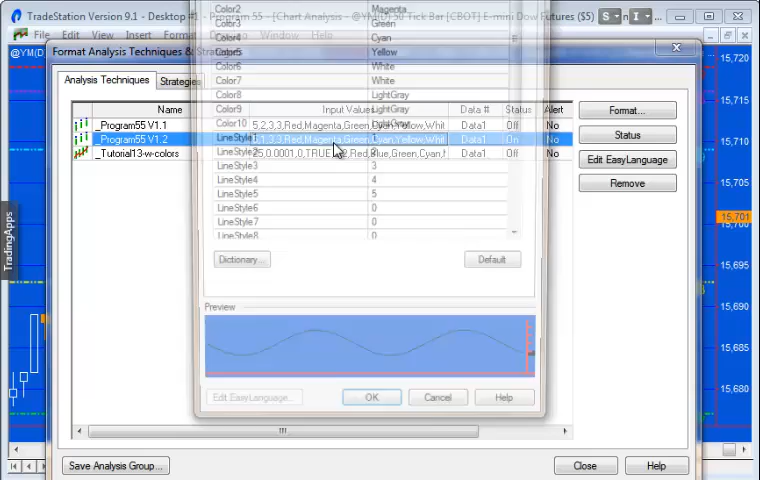 TradeStation Version 9.1 - Desktop #1 - Program 55 - [Chart Analysis - @YM(D) 50 Tick Bar [CBOT] E-mini Dow Futures ($5)
File Edit View Insert Format
Window Help
@YM(D)
Format Analysis Techniques &
Analysis Techniques
Strategies
Name
Input Values
Data #
Status
Alert
_Program55 V1.1
5,2,3,3,Red,Magenta,Green,Cyan,Yellow,Whit
Data1
Off
No
_Program55 V1.2
1,3,3,Red,Magenta,Green,Cyan,Yellow,Whit
Data1
On
No
_Tutorial13-w-colors
Data1
Off
No
Format...
Status
Edit EasyLanguage
Remove
Color2 Magenta
Color3 Green
Color4 Cyan
Color5 Yellow
Color6 White
Color7 White
Color8 LightGray
Color9 LightGray
Color10 LightGray
LineStyle1
LineStyle2
LineStyle3 3
LineStyle4 4
LineStyle5 5
LineStyle6 0
LineStyle7 0
LineStyle8 0
Dictionary...
Default
Preview
Edit EasyLanguage...
OK
Cancel
Help
Save Analysis Group...
Close
Help
TradingApps
15,720
15,715
15,710
15,705
15,701
15,695
15,690
15,685
15,680